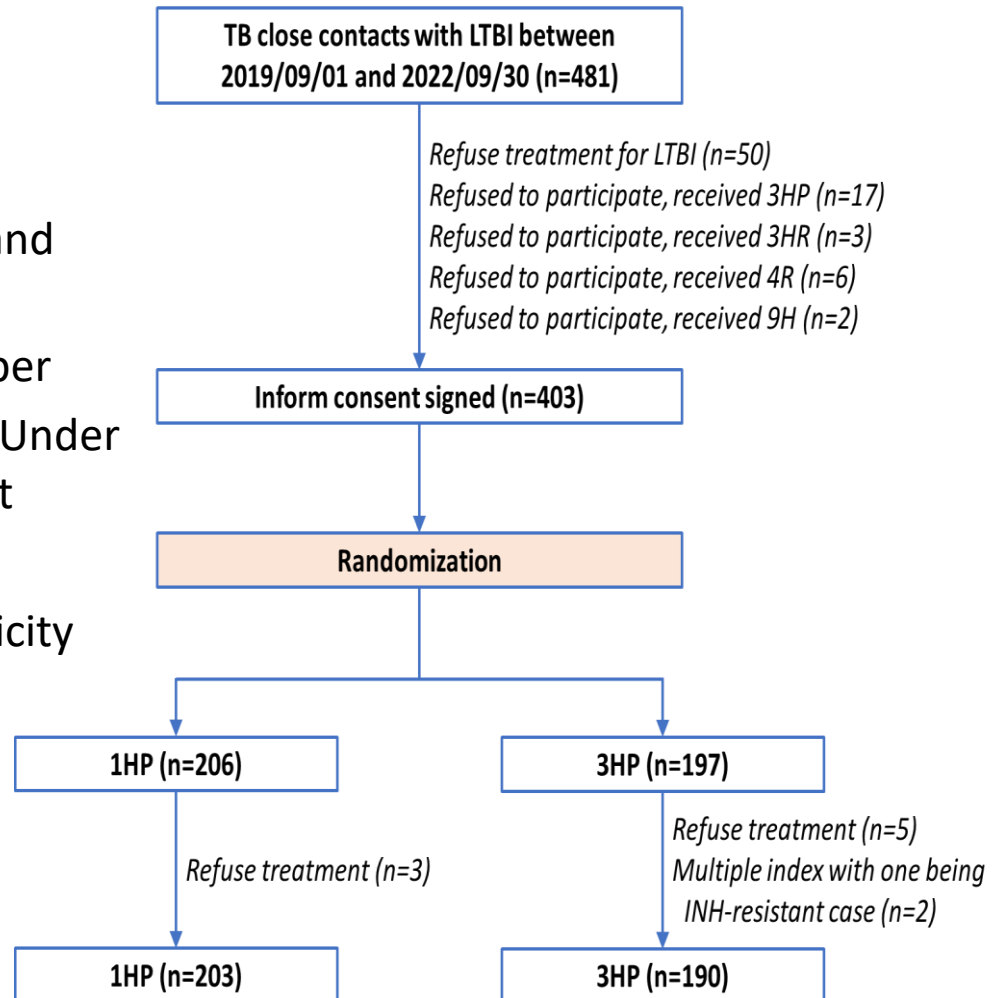 TB close contacts with LTBI between
2019/09/01 and 2022/09/30 (n=481)
Refuse treatment for LTBI (n=50)
Refused to participate, received 3HP (n=17)
Refused to participate, received 3HR (n=3)
Refused to participate, received 4R (n=6)
Refused to participate, received 9H (n=2)
Inform consent signed (n=403)
Under
Randomization
icity
1HP (n=206)
3HP (n=197)
Refuse treatment (n=3)
Refuse treatment (n=5)
Multiple index with one being
INH-resistant case (n=2)
1HP (n=203)
3HP (n=190)